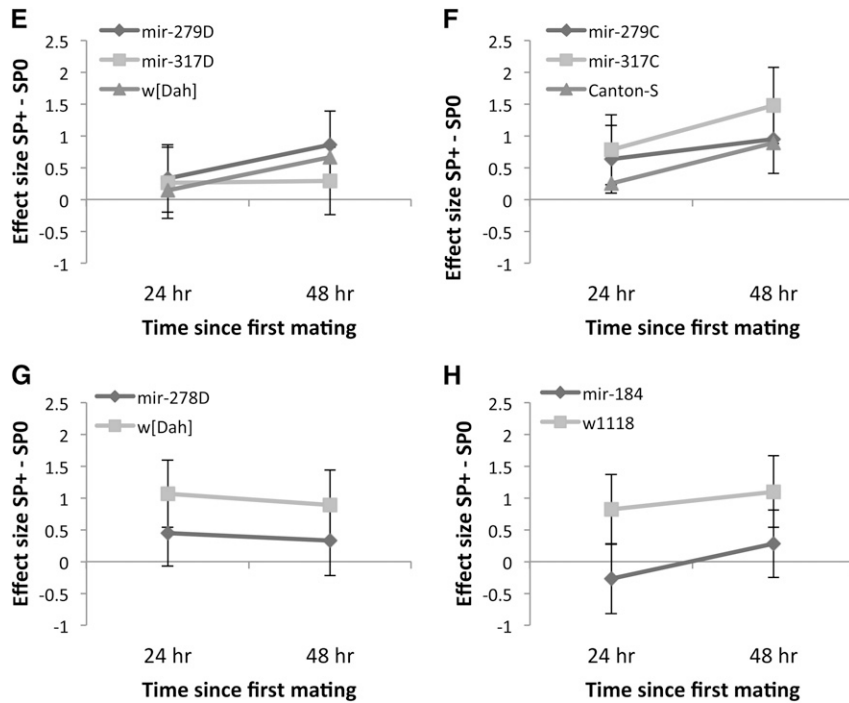 E
mir-279D
mir-317D
w[Dah]
Effect size SP+ - SP0
2.5
2
1.5
1
0.5
0
-0.5
-1
24 hr
48 hr
Time since first mating
F
mir-279C
mir-317C
Canton-S
Effect size SP+ - SP0
2.5
2
1.5
1
0.5
0
-0.5
-1
24 hr
48 hr
Time since first mating
G
mir-278D
w[Dah]
Effect size SP+ - SP0
2.5
2
1.5
1
0.5
0
-0.5
-1
24 hr
48 hr
Time since first mating
H
mir-184
w1118
Effect size SP+ - SP0
2.5
2
1.5
1
0.5
0
-0.5
-1
24 hr
48 hr
Time since first mating